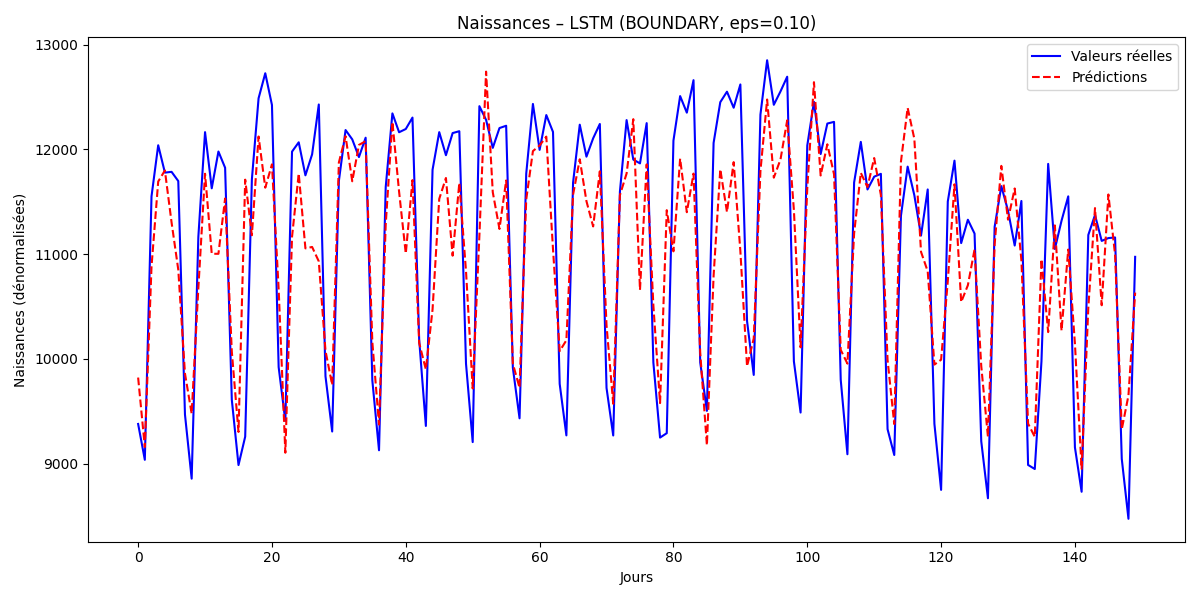 Naissances – LSTM (BOUNDARY, eps=0.10)
Valeurs réelles
Prédictions
Naissances (dénormalisées)
13000
12000
11000
10000
9000
0 20 40 60 80 100 120 140
Jours